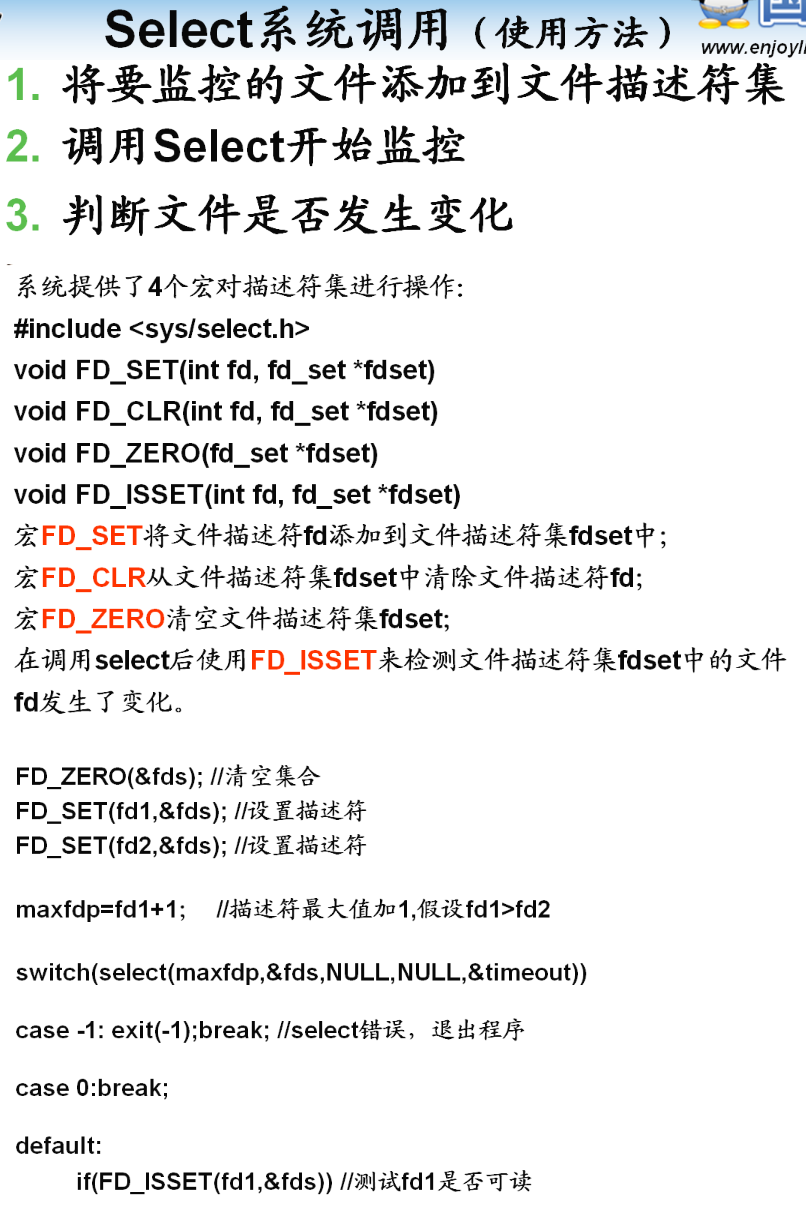 Select系统调用（使用方法）
www.enjoyli
1. 将要监控的文件添加到文件描述符集
2. 调用Select开始监控
3. 判断文件是否发生变化
系统提供了4个宏对描述符集进行操作:
#include <sys/select.h>
void FD_SET(int fd, fd_set *fdset)
void FD_CLR(int fd, fd_set *fdset)
void FD_ZERO(fd_set *fdset)
void FD_ISSET(int fd, fd_set *fdset)
宏FD_SET将文件描述符fd添加到文件描述符集fdset中;
宏FD_CLR从文件描述符集fdset中清除文件描述符fd;
宏FD_ZERO清空文件描述符集fdset;
在调用select后使用FD_ISSET来检测文件描述符集fdset中的文件
fd发生了变化。
FD_ZERO(&fds); //清空集合
FD_SET(fd1,&fds); //设置描述符
FD_SET(fd2,&fds); //设置描述符
maxfdp=fd1+1; //描述符最大值加1,假设fd1>fd2
switch(select(maxfdp,&fds,NULL,NULL,&timeout))
case -1: exit(-1);break; //select错误，退出程序
case 0:break;
default:
if(FD_ISSET(fd1,&fds)) //测试fd1是否可读